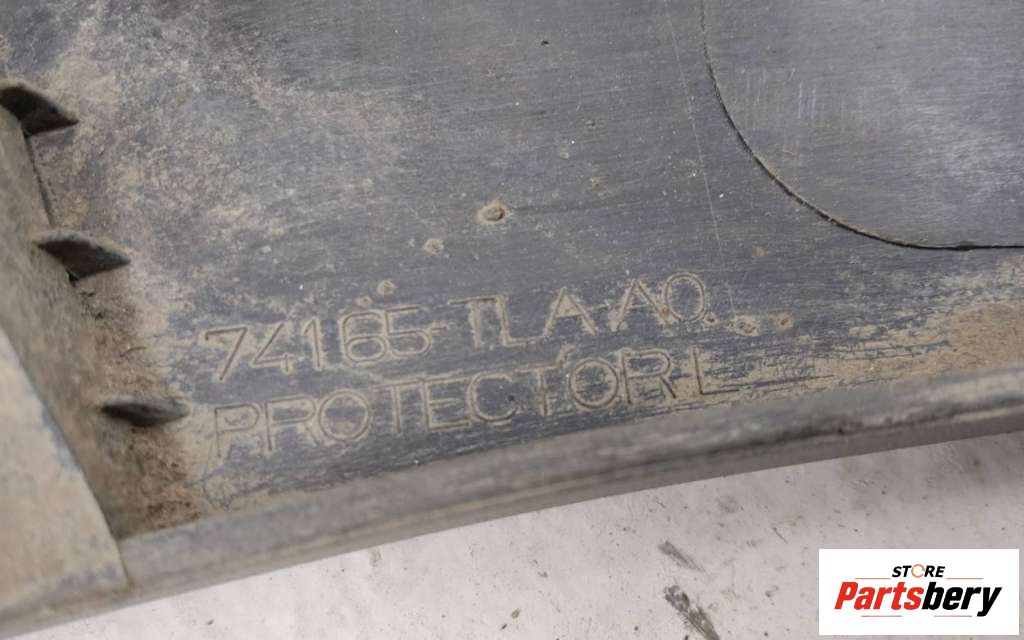 74165-TLA-A0
PROTECTOR-L
STORE
Partsbery